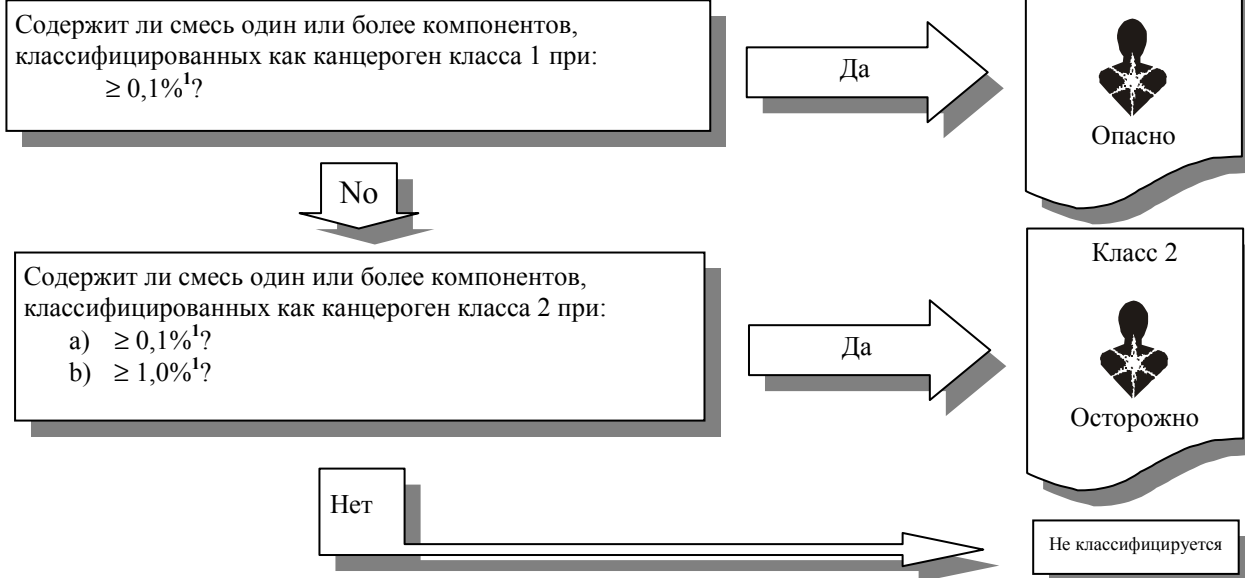 Содержит ли смесь один или более компонентов,
классифицированных как канцероген класса 1 при:
≥ 0,1%¹?
Да
Опасно
No
Содержит ли смесь один или более компонентов,
классифицированных как канцероген класса 2 при:
a) ≥ 0,1%¹?
b) ≥ 1,0%¹?
Да
Класс 2
Осторожно
Нет
Не классифицируется